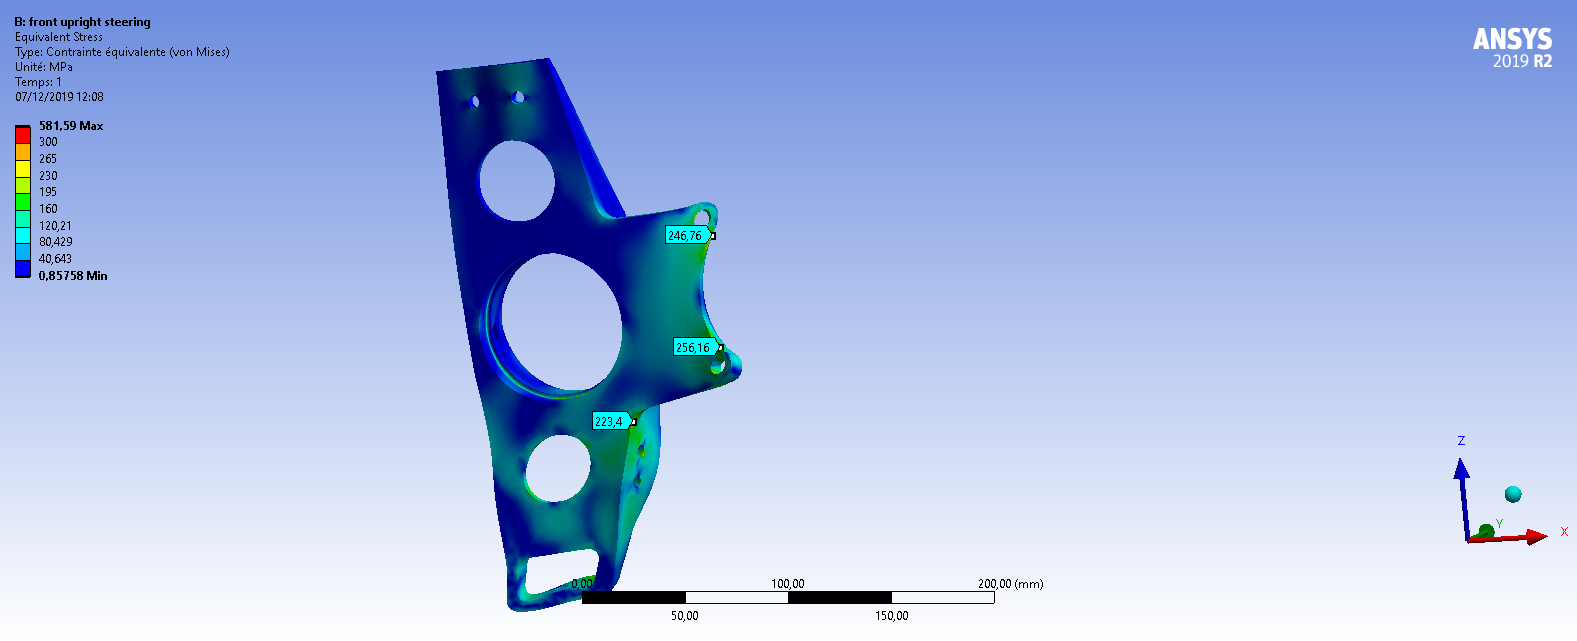 B: front upright steering
Equivalent Stress
Type: Contrainte équivalente (von Mises)
Unité: MPa
Temps: 1
07/12/2019 12:08
581,59 Max
300
265
230
195
160
120,21
80,429
40,643
0,85758 Min
ANSYS
2019 R2
246,76
256,16
223,4
0,00
100,00
200,00 (mm)
50,00
150,00
Z
Y
X